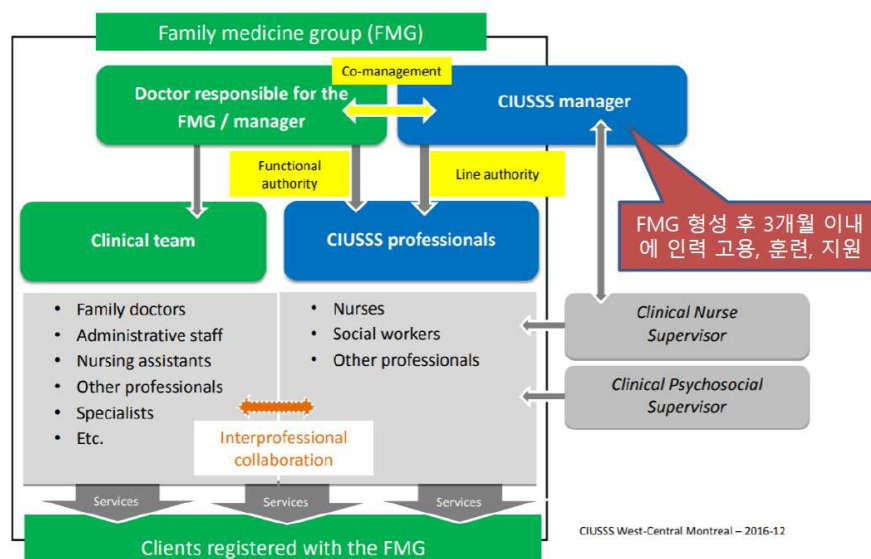 Family medicine group (FMG)
Co-management
Doctor responsible for the
FMG / manager
CIUSSS manager
Functional
authority
Line authority
FMG 형성 후 3개월 이내
에 인력 고용, 훈련, 지원
Clinical team
CIUSSS professionals
• Family doctors
• Administrative staff
• Nursing assistants
• Other professionals
• Specialists
• Etc.
• Nurses
• Social workers
• Other professionals
Clinical Nurse
Supervisor
Clinical Psychosocial
Supervisor
Interprofessional
collaboration
Services
Services
Services
Clients registered with the FMG
CIUSSS West-Central Montreal – 2016-12